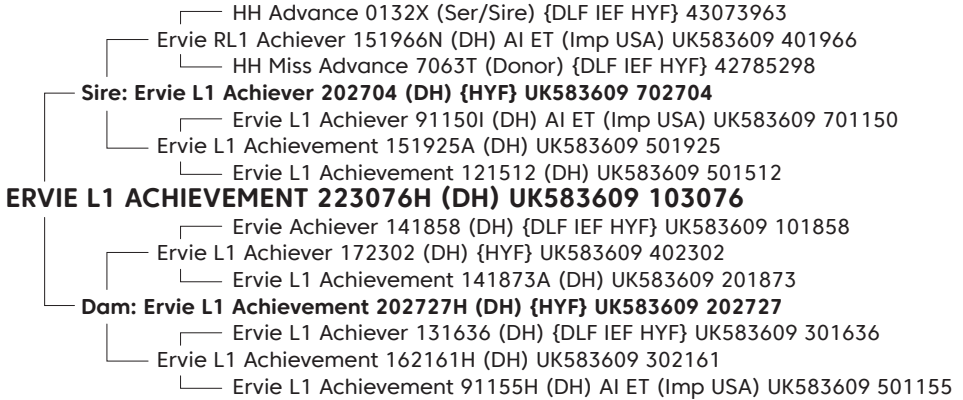 HH Advance 0132X (Ser/Sire) {DLF IEF HYF} 43073963
Ervie RL1 Achiever 151966N (DH) AI ET (Imp USA) UK583609 401966
HH Miss Advance 7063T (Donor) {DLF IEF HYF} 42785298
Sire: Ervie L1 Achiever 202704 (DH) {HYF} UK583609 702704
Ervie L1 Achiever 91150I (DH) AI ET (Imp USA) UK583609 701150
Ervie L1 Achievement 151925A (DH) UK583609 501925
Ervie L1 Achievement 121512 (DH) UK583609 501512
ERVIE L1 ACHIEVEMENT 223076H (DH) UK583609 103076
Ervie Achiever 141858 (DH) {DLF IEF HYF} UK583609 101858
Ervie L1 Achiever 172302 (DH) {HYF} UK583609 402302
Ervie L1 Achievement 141873A (DH) UK583609 201873
Dam: Ervie L1 Achievement 202727H (DH) {HYF} UK583609 202727
Ervie L1 Achiever 131636 (DH) {DLF IEF HYF} UK583609 301636
Ervie L1 Achievement 162161H (DH) UK583609 302161
Ervie L1 Achievement 91155H (DH) AI ET (Imp USA) UK583609 501155